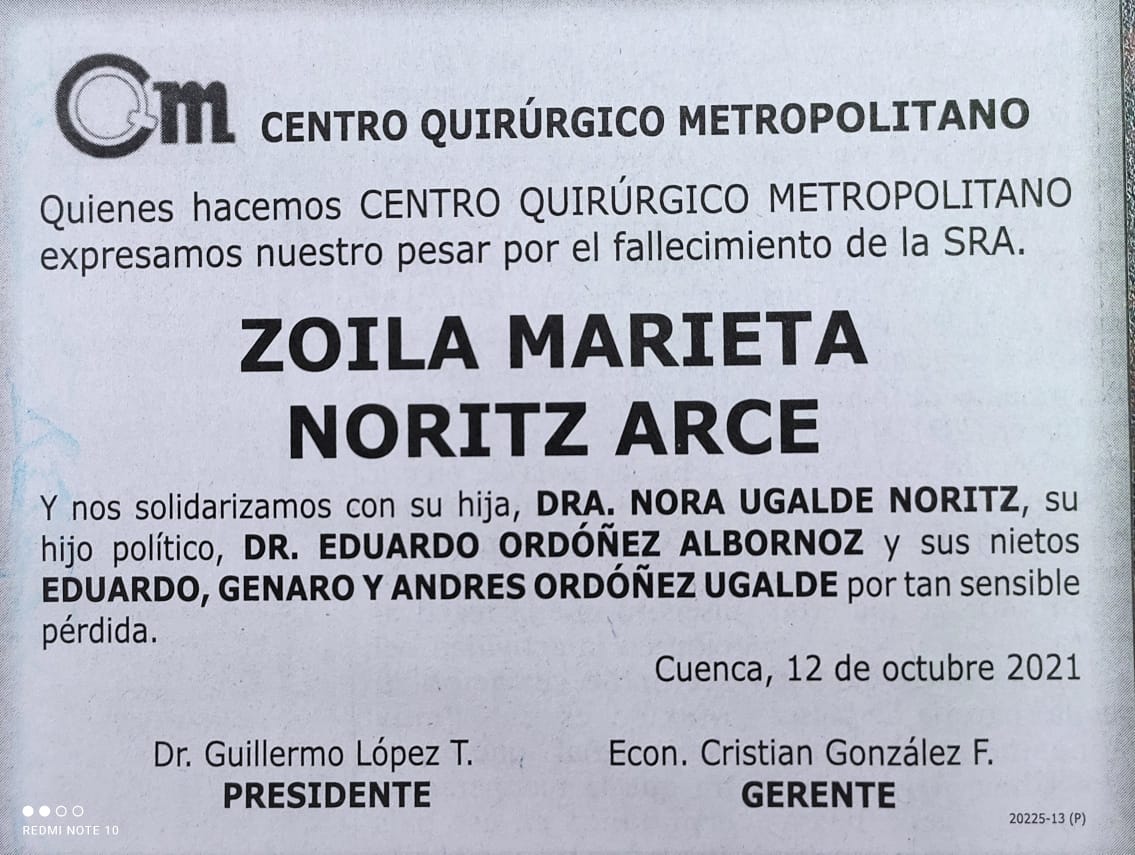 Qm CENTRO QUIRÚRGICO METROPOLITANO
Quienes hacemos CENTRO QUIRÚRGICO METROPOLITANO
expresamos nuestro pesar por el fallecimiento de la SRA.
ZOILA MARIETA
NORITZ ARCE
Y nos solidarizamos con su hija, DRA. NORA UGALDE NORITZ, su
hijo político, DR. EDUARDO ORDÓÑEZ ALBORNOZ y sus nietos
EDUARDO, GENARO Y ANDRES ORDÓÑEZ UGALDE por tan sensible
pérdida.
Cuenca, 12 de octubre 2021
Dr. Guillermo López T. Econ. Cristian González F.
PRESIDENTE GERENTE
20225-13 (P)
REDMI NOTE 10